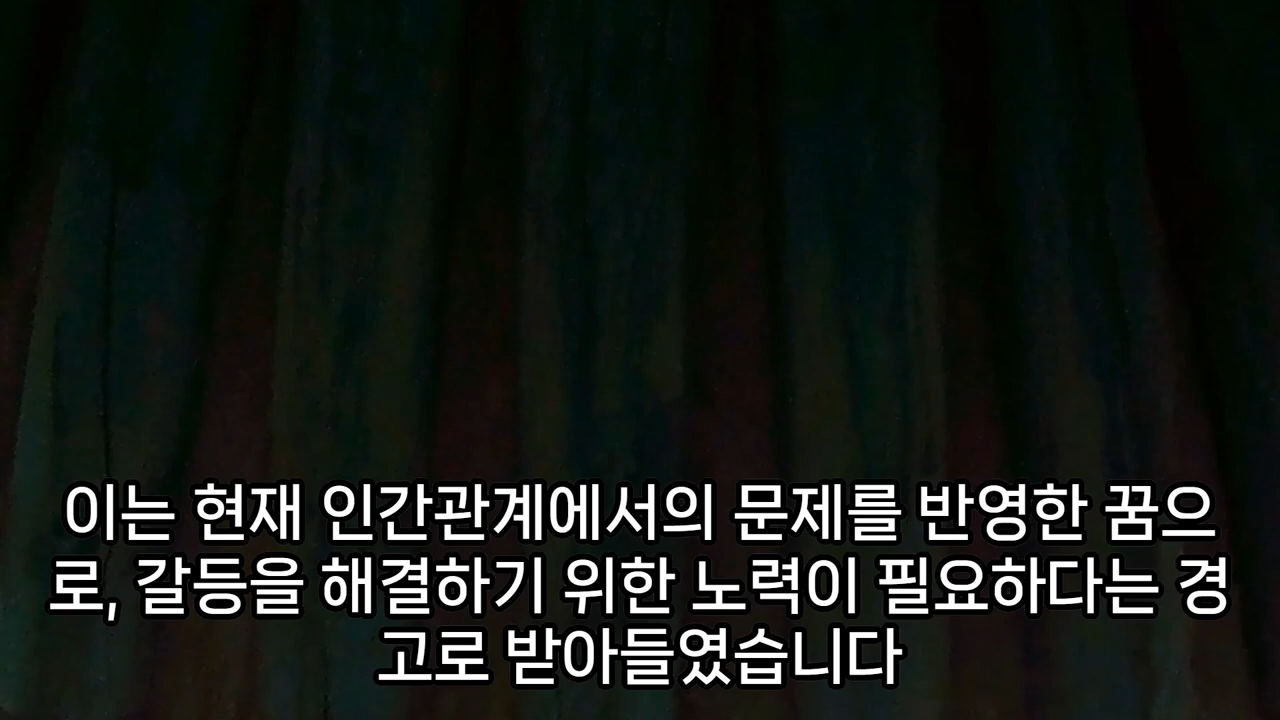 이는 현재 인간관계에서의 문제를 반영한 꿈으
로, 갈등을 해결하기 위한 노력이 필요하다는 경
고로 받아들였습니다